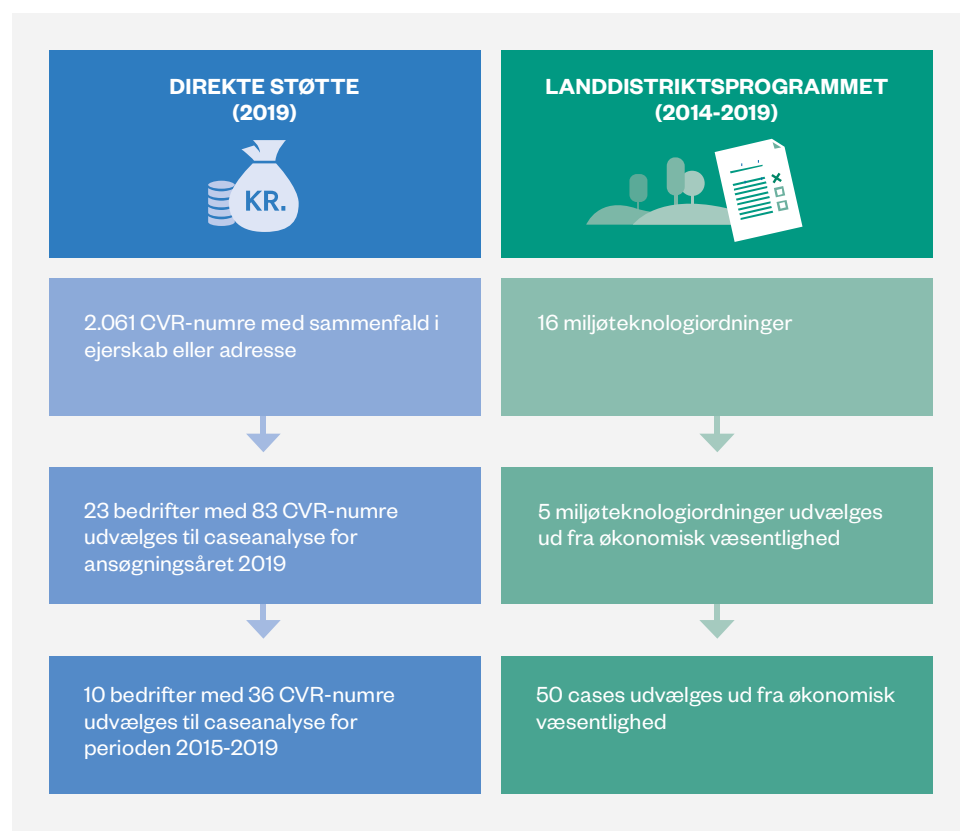 DIREKTE STØTTE
(2019)
KR.
2.061 CVR-numre med sammenfald i
ejerskab eller adresse
23 bedrifter med 83 CVR-numre
udvælges til caseanalyse for
ansøgningsåret 2019
10 bedrifter med 36 CVR-numre
udvælges til caseanalyse for
perioden 2015-2019
LANDDISTRIKTSPROGRAMMET
(2014-2019)
16 miljøteknologiordninger
5 miljøteknologiordninger udvælges
ud fra økonomisk væsentlighed
50 cases udvælges ud fra økonomisk
væsentlighed